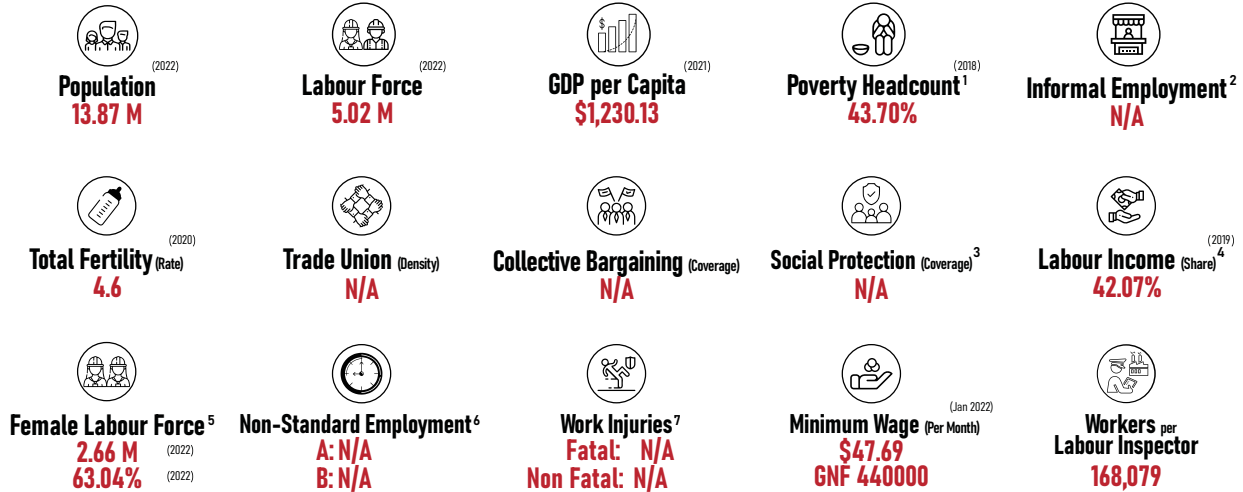 (2022)
Population
13.87 M
(2022)
Labour Force
5.02 M
$
(2021)
GDP per Capita
$1,230.13
(2018)
Poverty Headcount 1
43.70%
Informal Employment 2
N/A
(2020)
Total Fertility (Rate)
4.6
Trade Union (Density)
N/A
Collective Bargaining (Coverage)
N/A
Social Protection (Coverage) 3
N/A
(2019)
Labour Income (Share) 4
42.07%
Female Labour Force 5
2.66 M (2022)
63.04% (2022)
Non-Standard Employment 6
A: N/A
B: N/A
Work Injuries 7
Fatal: N/A
Non Fatal: N/A
(Jan 2022)
Minimum Wage (Per Month)
$47.69
GNF 440000
Workers per
Labour Inspector
168,079